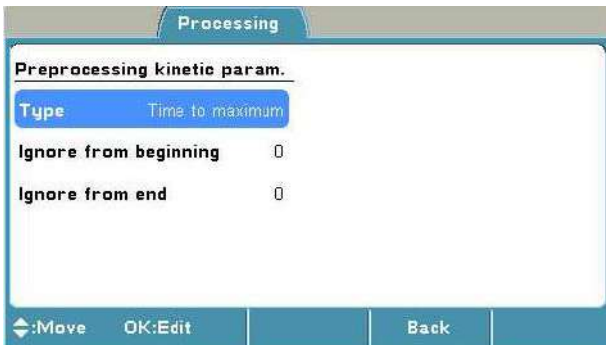 Processing
Preprocessing kinetic param.
Type Time to maximum
Ignore from beginning 0
Ignore from end 0
:Move OK:Edit Back